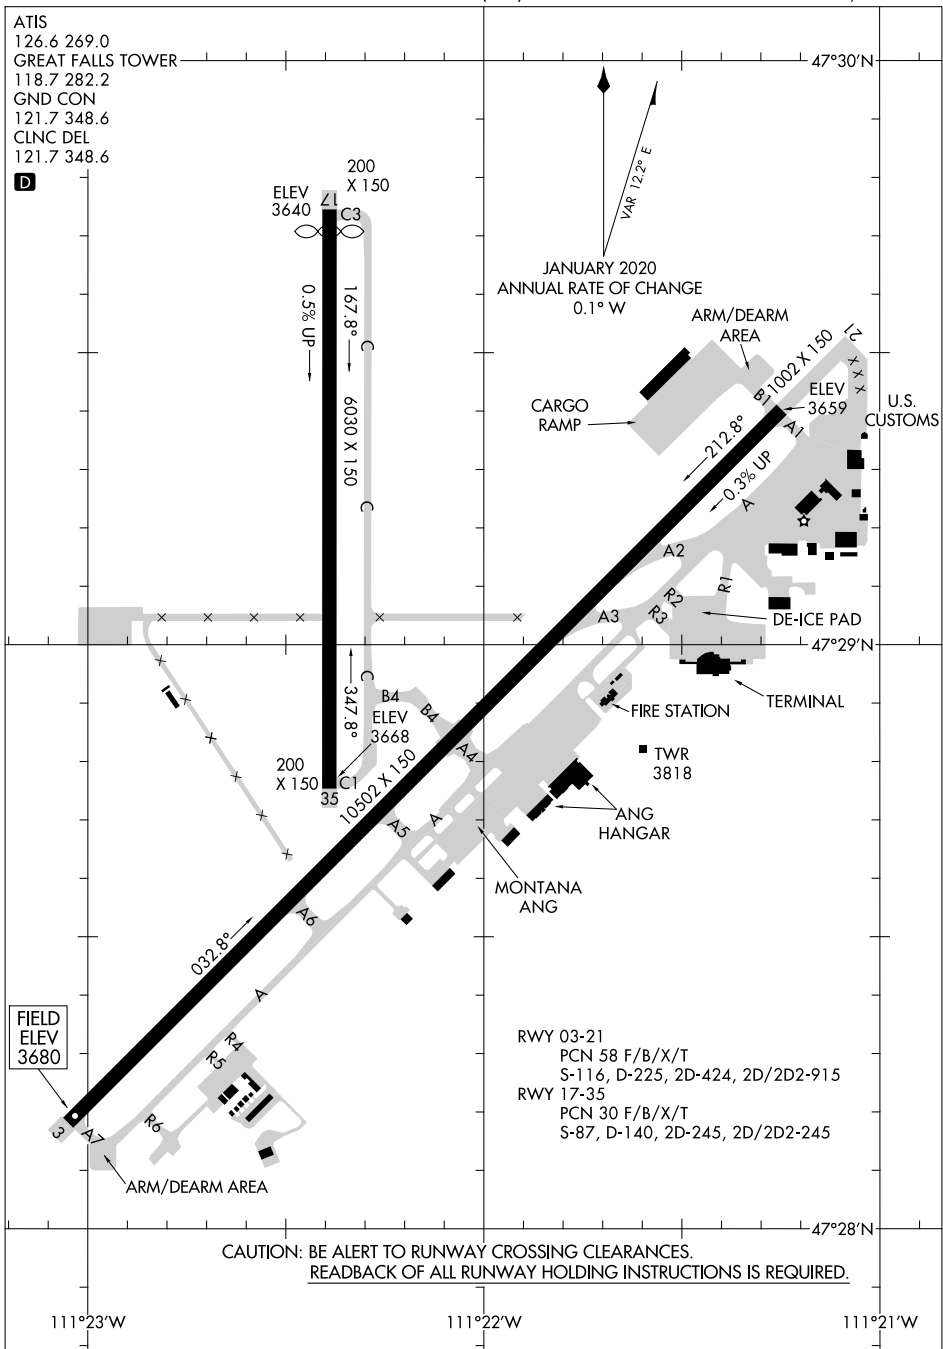 ATIS
126.6 269.0
GREAT FALLS TOWER
118.7 282.2
GND CON
121.7 348.6
CLNC DEL
121.7 348.6
D
47°30'N
VAR 12.2° E
JANUARY 2020
ANNUAL RATE OF CHANGE
0.1° W
200
X 150
ELEV
3640
17
C3
0.5% UP
167.8°
C
6030 X 150
C
ARM/DEARM
AREA
CARGO
RAMP
B1
1002 X 150
21
X X X
ELEV
3659
U.S.
CUSTOMS
A1
212.8°
0.3% UP
A
A2
R1
R2
R3
A3
DE-ICE PAD
X X X X X X
47°29'N
TERMINAL
FIRE STATION
TWR
3818
C
347.8°
B4
B4
ELEV
3668
200
X 150
C1
35
10502 X 150
A4
A5
A
ANG
HANGAR
MONTANA
ANG
X X X X X X
A6
032.8°
A
FIELD
ELEV
3680
R4
R5
R6
3
A7
ARM/DEARM AREA
RWY 03-21
PCN 58 F/B/X/T
S-116, D-225, 2D-424, 2D/2D2-915
RWY 17-35
PCN 30 F/B/X/T
S-87, D-140, 2D-245, 2D/2D2-245
47°28'N
CAUTION: BE ALERT TO RUNWAY CROSSING CLEARANCES.
READBACK OF ALL RUNWAY HOLDING INSTRUCTIONS IS REQUIRED.
111°23'W
111°22'W
111°21'W